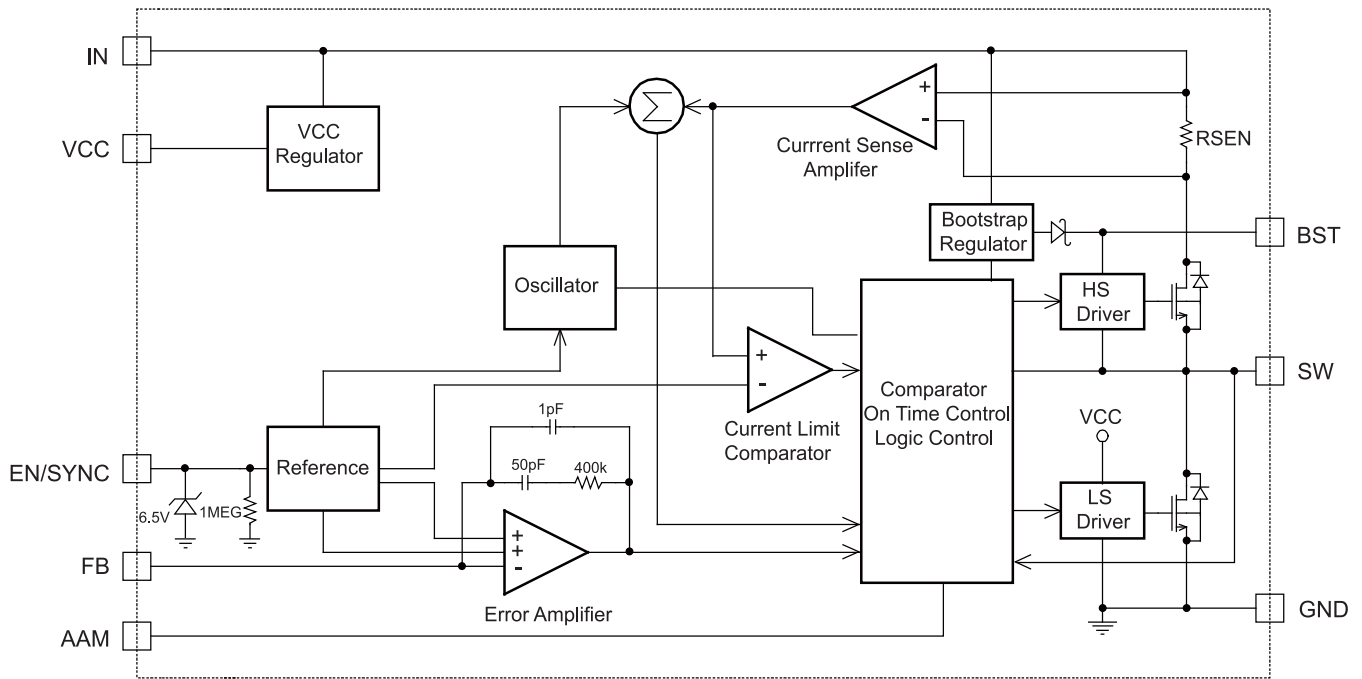 IN
VCC
Regulator
VCC
Σ
+
-
Currrent Sense
Amplifer
RSEN
Bootstrap
Regulator
BST
Oscillator
HS
Driver
+
-
Current Limit
Comparator
Comparator
On Time Control
Logic Control
SW
VCC
EN/SYNC
Reference
6.5V
1MEG
1pF
50pF
400k
LS
Driver
FB
+
+
-
Error Amplifier
GND
AAM